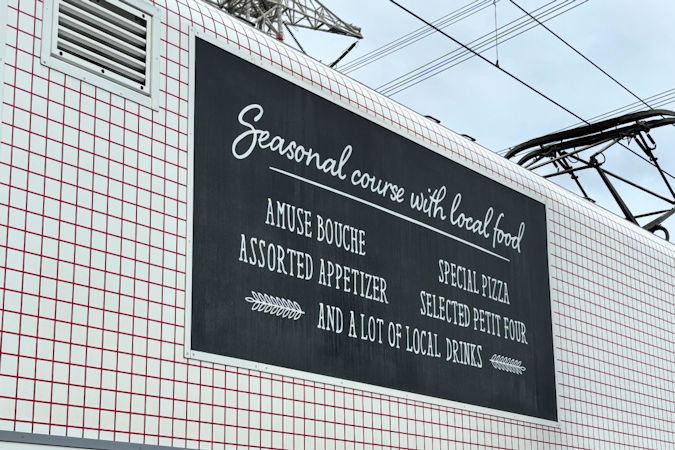 Seasonal course with local food
AMUSE BOUCHE
ASSORTED APPETIZER
SPECIAL PIZZA
SELECTED PETIT FOUR
AND A LOT OF LOCAL DRINKS